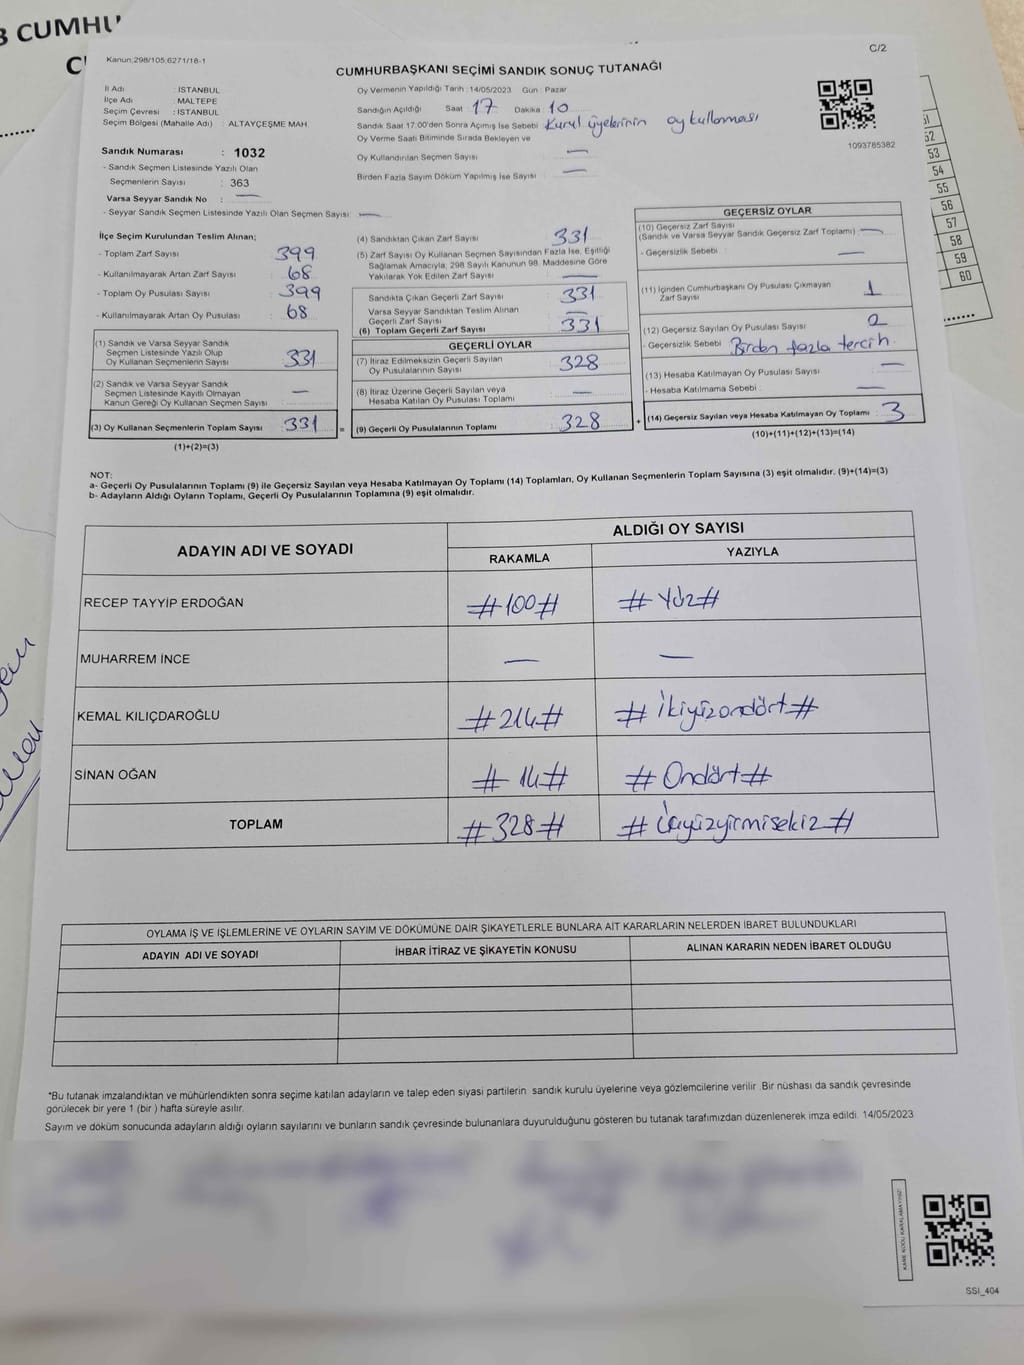 B CUMHU
C
C/2
Kanun:298/105;6271/18-1
CUMHURBAŞKANI SEÇİMİ SANDIK SONUÇ TUTANAĞI
İl Adı : İSTANBUL
İlçe Adı : MALTEPE
Seçim Çevresi : İSTANBUL
Seçim Bölgesi (Mahalle Adı) : ALTAYÇEŞME MAH.
Oy Vermenin Yapıldığı Tarih : 14/05/2023 Gün : Pazar
Sandığın Açıldığı Saat 17 Dakika : 10
Sandık Saat 17.00'den Sonra Açımış İse Sebebi Kurul üyelerinin oy kullanması
Oy Verme Saati Bitiminde Sırada Bekleyen ve
Oy Kullandırılan Seçmen Sayısı —
Birden Fazla Sayım Döküm Yapılmış İse Sayısı —
1093785382
Sandık Numarası : 1032
- Sandık Seçmen Listesinde Yazılı Olan
Seçmenlerin Sayısı : 363
Varsa Seyyar Sandık No : —
- Seyyar Sandık Seçmen Listesinde Yazılı Olan Seçmen Sayısı : —
İlçe Seçim Kurulundan Teslim Alınan;
- Toplam Zarf Sayısı : 399
- Kullanılmayarak Artan Zarf Sayısı : 68
- Toplam Oy Pusulası Sayısı : 399
- Kullanılmayarak Artan Oy Pusulası : 68
(1) Sandık ve Varsa Seyyar Sandık
Seçmen Listesinde Yazılı Olup
Oy Kullanan Seçmenlerin Sayısı : 331
(2) Sandık ve Varsa Seyyar Sandık
Seçmen Listesinde Kayıtlı Olmayan
Kanun Gereği Oy Kullanan Seçmen Sayısı : —
(3) Oy Kullanan Seçmenlerin Toplam Sayısı : 331 =
(1)+(2)=(3)
(4) Sandıktan Çıkan Zarf Sayısı : 331
(5) Zarf Sayısı Oy Kullanan Seçmen Sayısından Fazla İse, Eşitliği
Sağlamak Amacıyla, 298 Sayılı Kanunun 98. Maddesine Göre
Yakılarak Yok Edilen Zarf Sayısı : —
Sandıkta Çıkan Geçerli Zarf Sayısı : 331
Varsa Seyyar Sandıktan Teslim Alınan
Geçerli Zarf Sayısı : —
(6) Toplam Geçerli Zarf Sayısı : 331
GEÇERLİ OYLAR
(7) İtiraz Edilmeksizin Geçerli Sayılan
Oy Pusulalarının Sayısı : 328
(8) İtiraz Üzerine Geçerli Sayılan veya
Hesaba Katılan Oy Pusulası Toplamı : —
(9) Geçerli Oy Pusulalarının Toplamı : 328 +
GEÇERSİZ OYLAR
(10) Geçersiz Zarf Sayısı
(Sandık ve Varsa Seyyar Sandık Geçersiz Zarf Toplamı) : —
- Geçersizlik Sebebi : —
(11) İçinden Cumhurbaşkanı Oy Pusulası Çıkmayan
Zarf Sayısı : 1
(12) Geçersiz Sayılan Oy Pusulası Sayısı : 2
- Geçersizlik Sebebi Birden fazla tercih.
(13) Hesaba Katılmayan Oy Pusulası Sayısı : —
- Hesaba Katılmama Sebebi : —
(14) Geçersiz Sayılan veya Hesaba Katılmayan Oy Toplamı : 3
(10)+(11)+(12)+(13)=(14)
52
53
54
55
56
57
58
59
60
NOT:
a- Geçerli Oy Pusulalarının Toplamı (9) ile Geçersiz Sayılan veya Hesaba Katılmayan Oy Toplamı (14) Toplamları, Oy Kullanan Seçmenlerin Toplam Sayısına (3) eşit olmalıdır. (9)+(14)=(3)
b- Adayların Aldığı Oyların Toplamı, Geçerli Oy Pusulalarının Toplamına (9) eşit olmalıdır.
ADAYIN ADI VE SOYADI
ALDIĞI OY SAYISI
RAKAMLA YAZIYLA
RECEP TAYYİP ERDOĞAN #100# # Yüz#
MUHARREM İNCE — —
KEMAL KILIÇDAROĞLU #214# # İkiyüzondört#
SİNAN OĞAN # 14# # Ondört#
TOPLAM #328# # Üçyüzyirmisekiz #
OYLAMA İŞ VE İŞLEMLERİNE VE OYLARIN SAYIM VE DÖKÜMÜNE DAİR ŞİKAYETLERLE BUNLARA AİT KARARLARIN NELERDEN İBARET BULUNDUKLARI
ADAYIN ADI VE SOYADI İHBAR İTİRAZ VE ŞİKAYETİN KONUSU ALINAN KARARIN NEDEN İBARET OLDUĞU
*Bu tutanak imzalandıktan ve mühürlendikten sonra seçime katılan adayların ve talep eden siyasi partilerin sandık kurulu üyelerine veya gözlemcilerine verilir. Bir nüshası da sandık çevresinde
görülecek bir yere 1 (bir ) hafta süreyle asılır.
Sayım ve döküm sonucunda adayların aldığı oyların sayılarını ve bunların sandık çevresinde bulunanlara duyurulduğunu gösteren bu tutanak tarafımızdan düzenlenerek imza edildi. 14/05/2023
KARE KODU KARALAMAYINIZ!
SSI_404